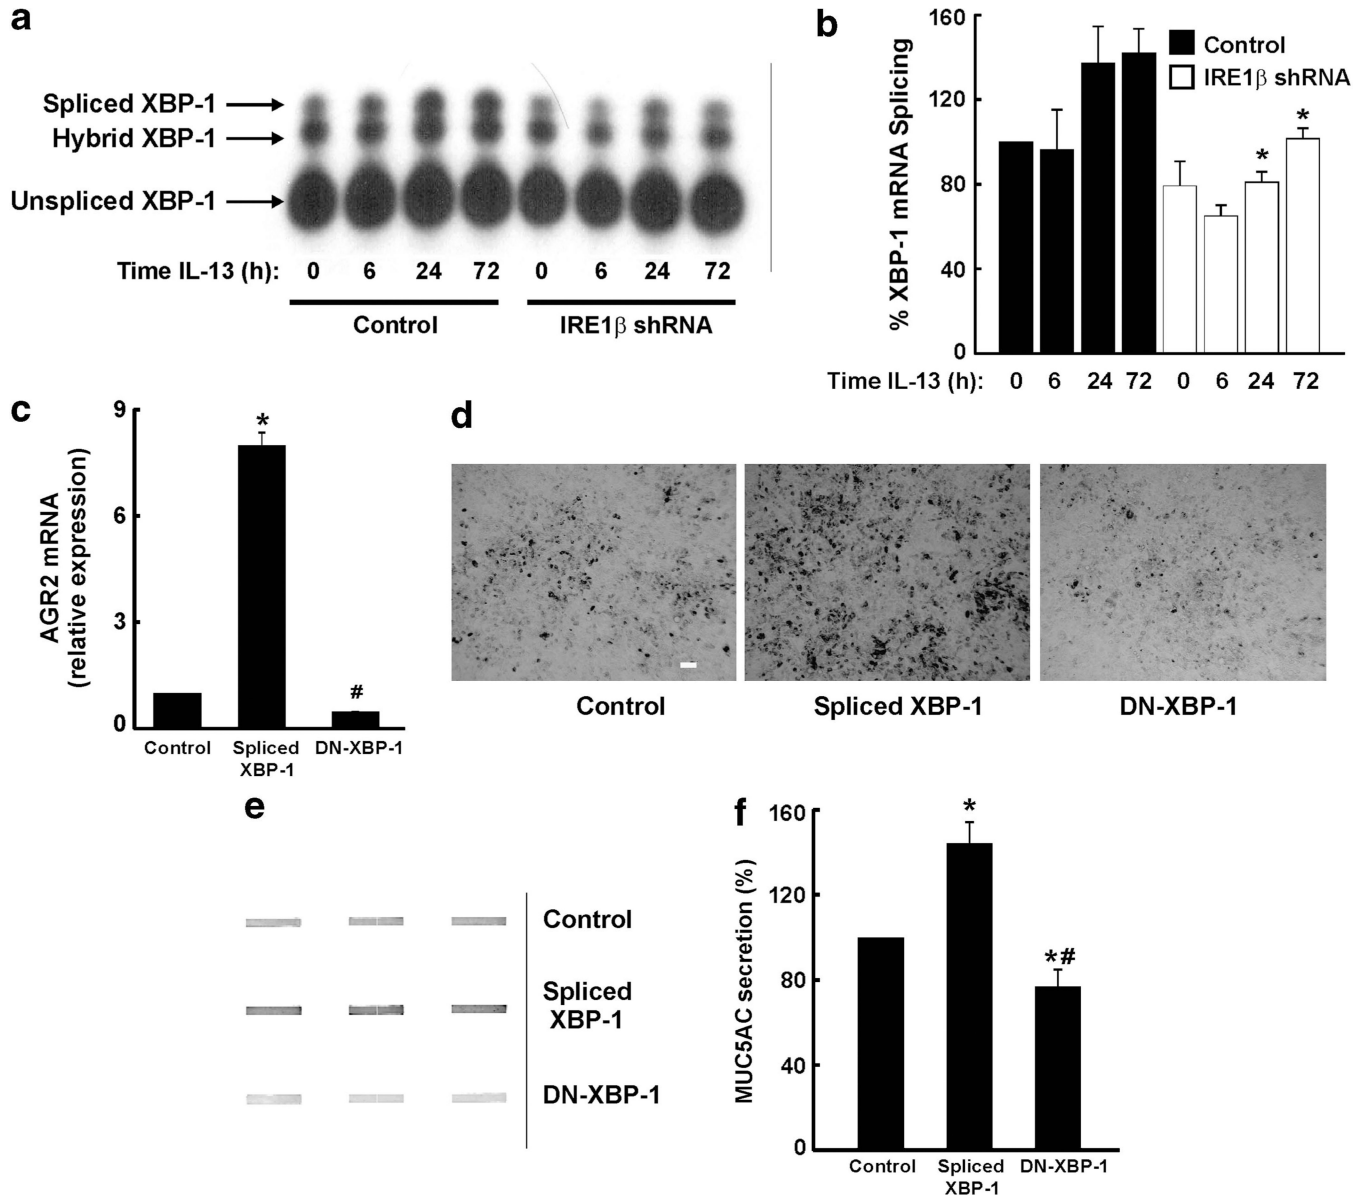 a
Spliced XBP-1
Hybrid XBP-1
Unspliced XBP-1
Time IL-13 (h): 0 6 24 72 0 6 24 72
Control IRE1β shRNA
b
% XBP-1 mRNA Splicing
160
120
80
40
0
Control
IRE1β shRNA
* *
Time IL-13 (h): 0 6 24 72 0 6 24 72
c
AGR2 mRNA
(relative expression)
9
6
3
0
*
#
Control Spliced XBP-1 DN-XBP-1
d
Control Spliced XBP-1 DN-XBP-1
e
Control
Spliced
XBP-1
DN-XBP-1
f
MUC5AC secretion (%)
160
120
80
40
0
*
*#
Control Spliced XBP-1 DN-XBP-1